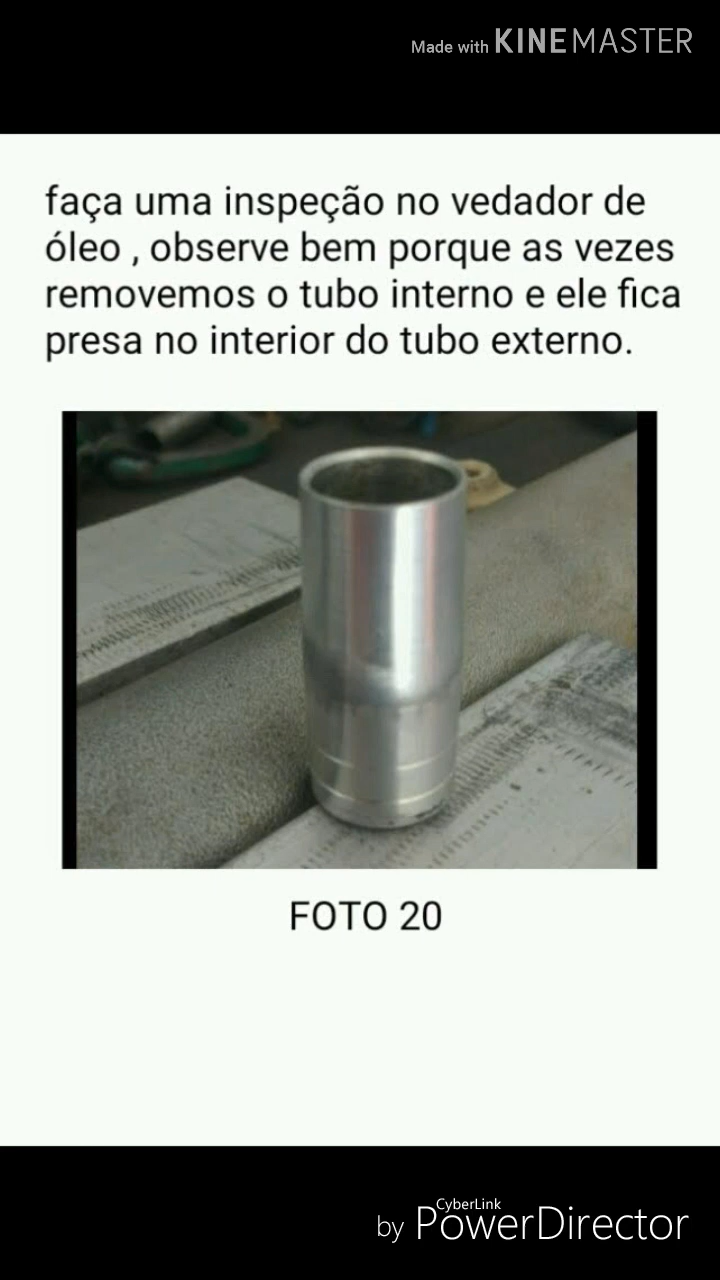 Made with KINEMASTER
faça uma inspeção no vedador de
óleo , observe bem porque as vezes
removemos o tubo interno e ele fica
presa no interior do tubo externo.
FOTO 20
CyberLink
by PowerDirector